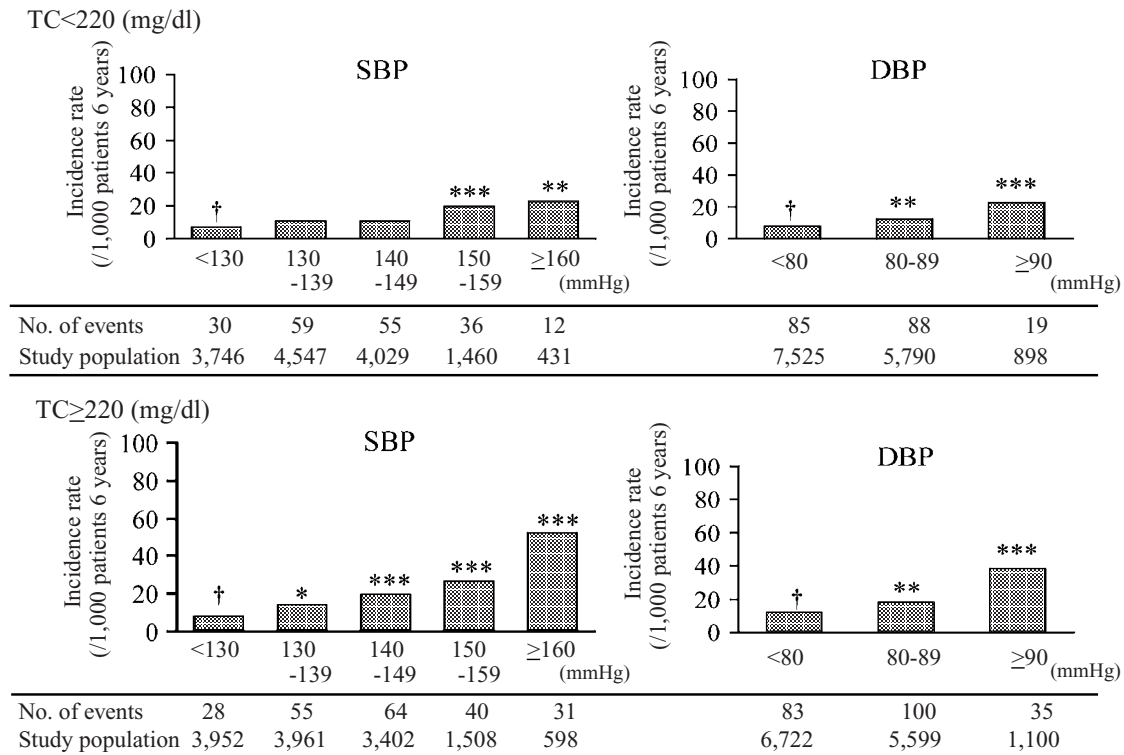 TC<220 (mg/dl)
SBP
Incidence rate
(/1,000 patients 6 years)
100
80
60
40
20
0
†
***
**
<130 130 140 150 ≥160
-139 -149 -159 (mmHg)
DBP
Incidence rate
(/1,000 patients 6 years)
100
80
60
40
20
0
†
**
***
<80 80-89 ≥90
(mmHg)
No. of events 30 59 55 36 12 85 88 19
Study population 3,746 4,547 4,029 1,460 431 7,525 5,790 898
TC≥220 (mg/dl)
SBP
Incidence rate
(/1,000 patients 6 years)
100
80
60
40
20
0
†
*
***
***
***
<130 130 140 150 ≥160
-139 -149 -159 (mmHg)
DBP
Incidence rate
(/1,000 patients 6 years)
100
80
60
40
20
0
†
**
***
<80 80-89 ≥90 (mmHg)
No. of events 28 55 64 40 31 83 100 35
Study population 3,952 3,961 3,402 1,508 598 6,722 5,599 1,100